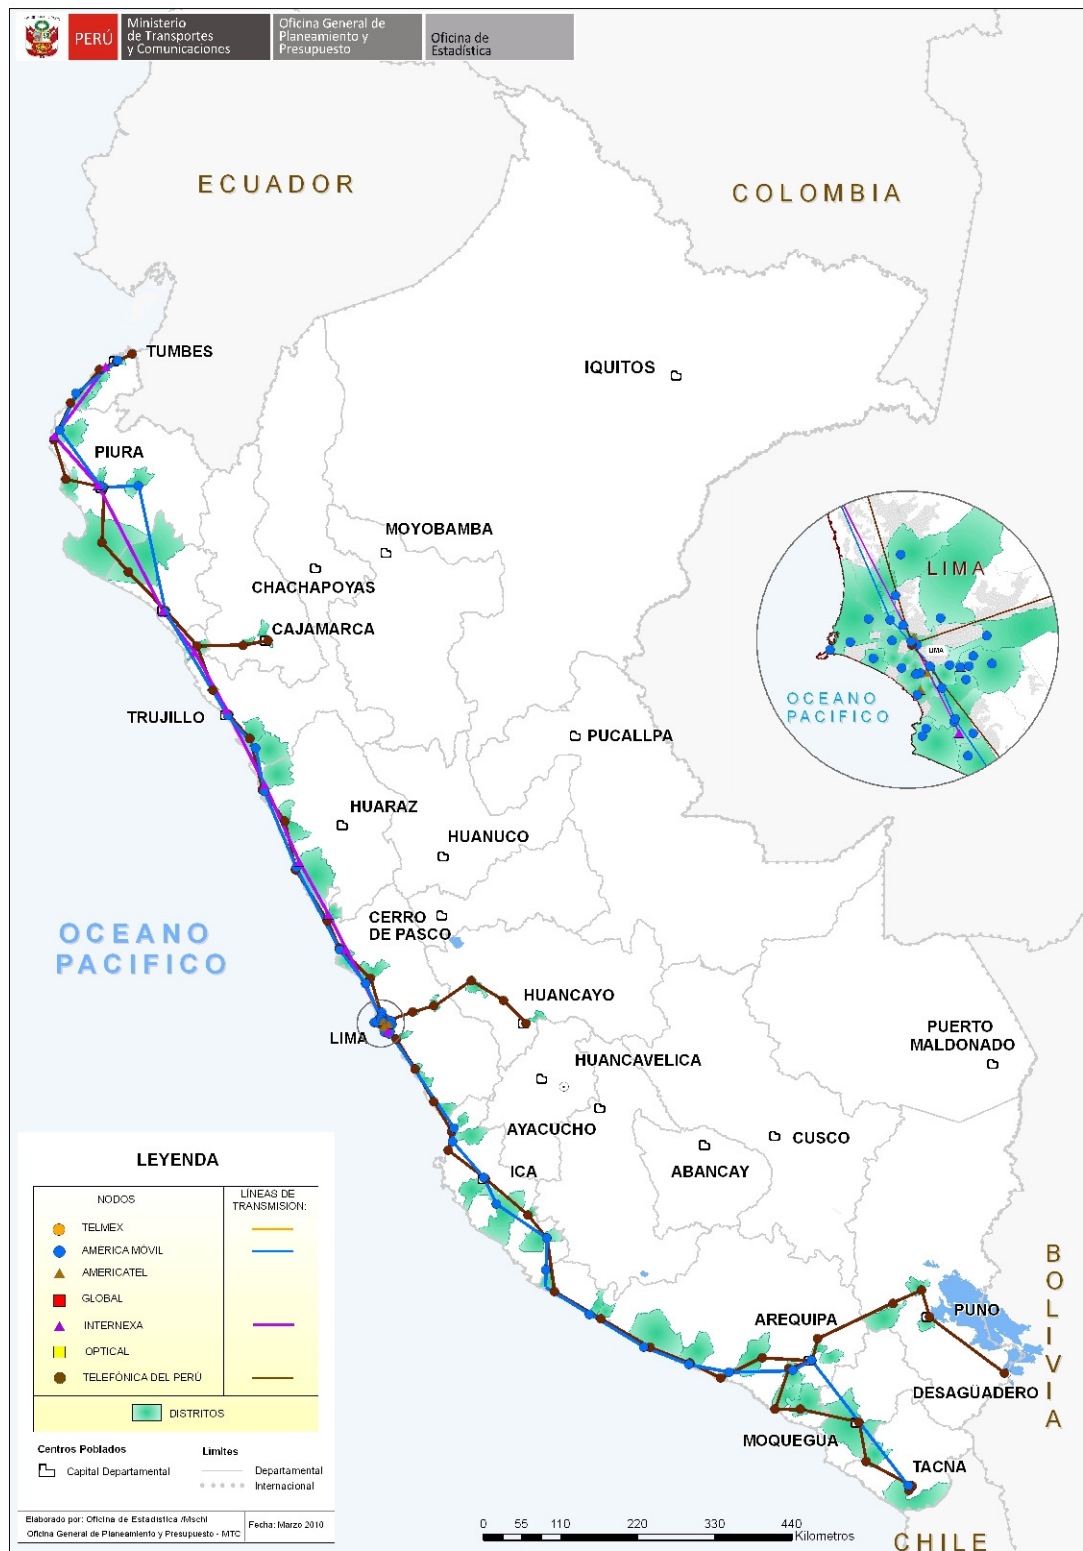 PERÚ
Ministerio
de Transportes
y Comunicaciones
Oficina General de
Planeamiento y
Presupuesto
Oficina de
Estadística
ECUADOR
COLOMBIA
TUMBES
IQUITOS
PIURA
MOYOBAMBA
CHACHAPOYAS
CAJAMARCA
LIMA
LIMA
OCEANO
PACIFICO
TRUJILLO
PUCALLPA
HUARAZ
HUANUCO
CERRO
DE PASCO
OCEANO
PACIFICO
HUANCAYO
LIMA
PUERTO
MALDONADO
HUANCAVELICA
AYACUCHO
CUSCO
ICA
ABANCAY
BOLIVIA
AREQUIPA
PUNO
DESAGUADERO
MOQUEGUA
TACNA
CHILE
LEYENDA
NODOS
LÍNEAS DE
TRANSMISION:
TELMEX
AMÉRICA MÓVIL
AMERICATEL
GLOBAL
INTERNEXA
OPTICAL
TELEFÓNICA DEL PERÚ
DISTRITOS
Centros Poblados
Limites
Capital Departamental
Departamental
Internacional
Elaborado por: Oficina de Estadistica /Mschl
Oficina General de Planeamiento y Presupuesto - MTC
Fecha: Marzo 2010
0 55 110 220 330 440
Kilometros